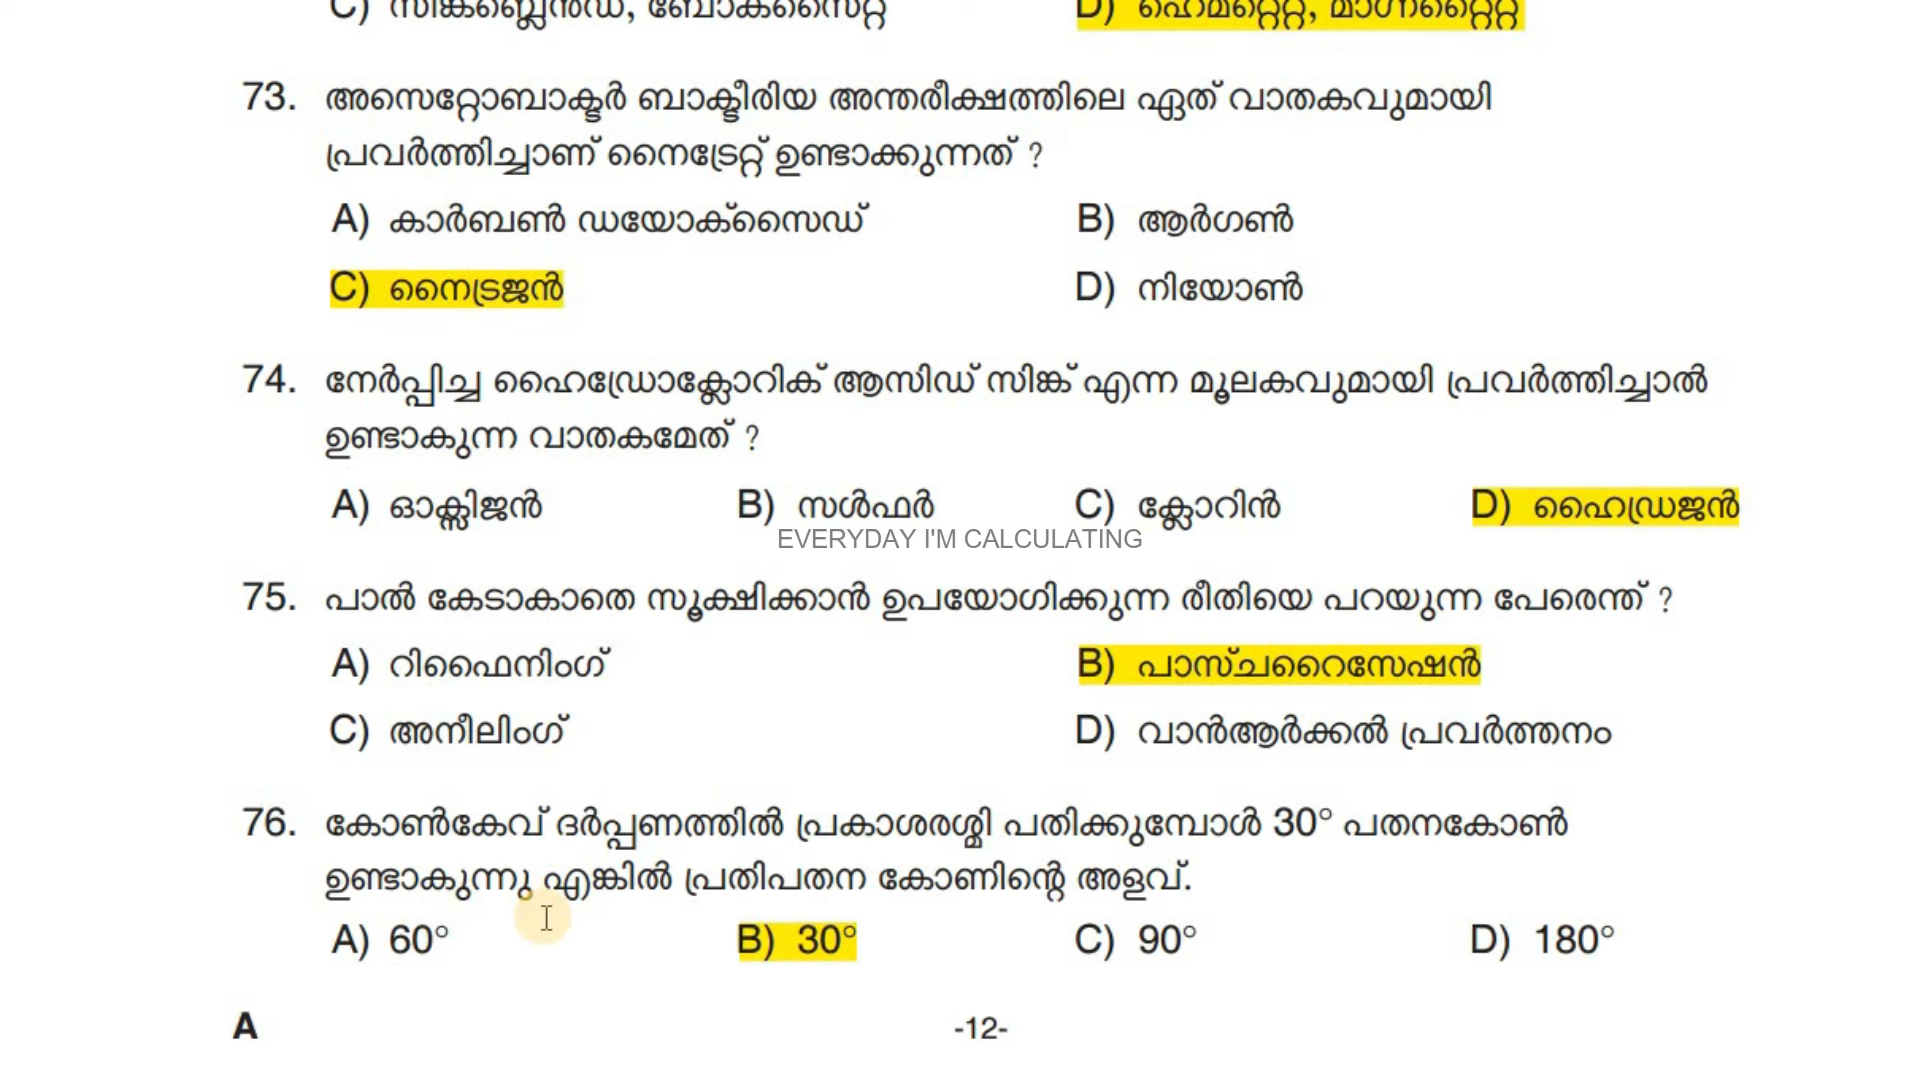 C) സിങ്ക്ബ്ലെൻഡ്, ബോക്സൈറ്റ് D) ഹെമറ്റൈറ്റ്, മാഗ്നറ്റൈറ്റ്
73. അസെറ്റോബാക്ടർ ബാക്ടീരിയ അന്തരീക്ഷത്തിലെ ഏത് വാതകവുമായി
പ്രവർത്തിച്ചാണ് നൈട്രേറ്റ് ഉണ്ടാക്കുന്നത് ?
A) കാർബൺ ഡയോക്സൈഡ് B) ആർഗൺ
C) നൈട്രജൻ D) നിയോൺ
74. നേർപ്പിച്ച ഹൈഡ്രോക്ലോറിക് ആസിഡ് സിങ്ക് എന്ന മൂലകവുമായി പ്രവർത്തിച്ചാൽ
ഉണ്ടാകുന്ന വാതകമേത് ?
A) ഓക്സിജൻ B) സൾഫർ C) ക്ലോറിൻ D) ഹൈഡ്രജൻ
EVERYDAY I'M CALCULATING
75. പാൽ കേടാകാതെ സൂക്ഷിക്കാൻ ഉപയോഗിക്കുന്ന രീതിയെ പറയുന്ന പേരെന്ത് ?
A) റിഫൈനിംഗ് B) പാസ്ചറൈസേഷൻ
C) അനീലിംഗ് D) വാൻആർക്കൽ പ്രവർത്തനം
76. കോൺകേവ് ദർപ്പണത്തിൽ പ്രകാശരശ്മി പതിക്കുമ്പോൾ 30° പതനകോൺ
ഉണ്ടാകുന്നു എങ്കിൽ പ്രതിപതന കോണിന്റെ അളവ്.
A) 60° B) 30° C) 90° D) 180°
A -12-